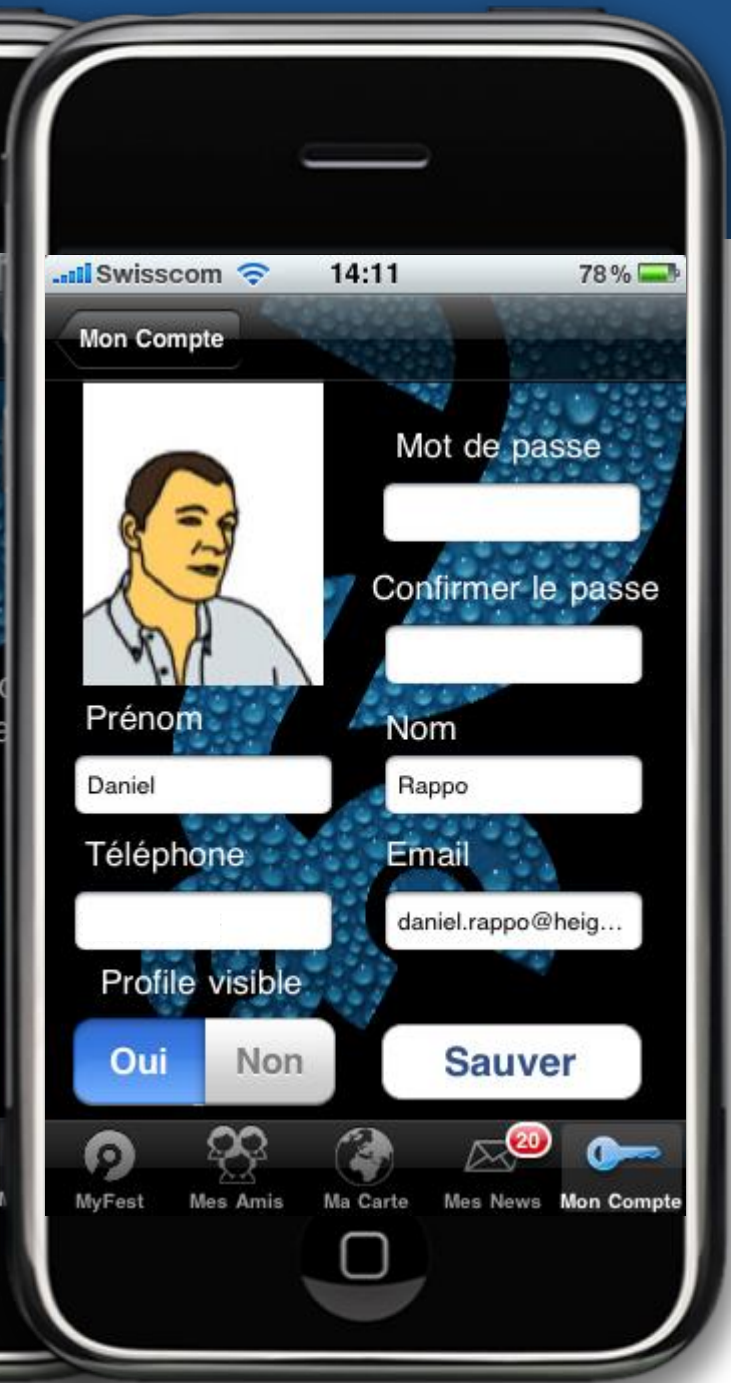 Swisscom 14:11 78%
Mon Compte
Mot de passe
Confirmer le passe
Prénom Nom
Daniel Rappo
Téléphone Email
daniel.rappo@heig...
Profile visible
Oui Non Sauver
20
MyFest Mes Amis Ma Carte Mes News Mon Compte